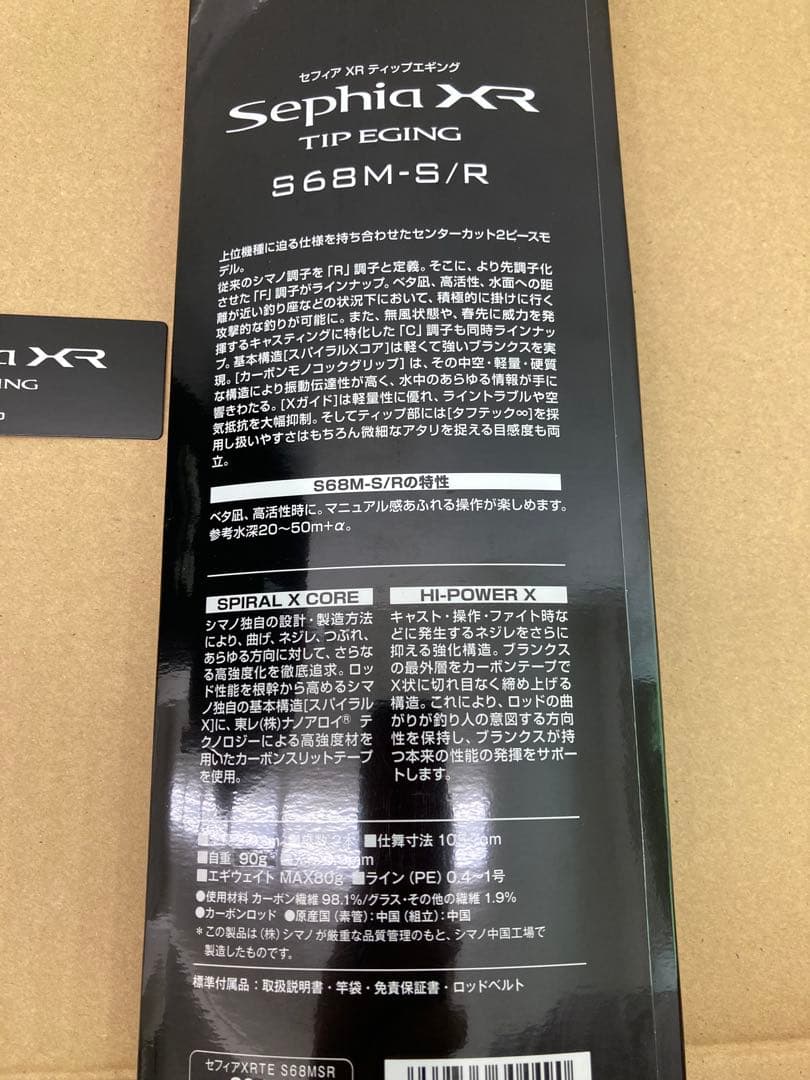 セフィア XR ティップエギング
Sephia XR
TIP EGING
S68M-S/R
上位機種に迫る仕様を持ち合わせたセンターカット2ピースモ
デル。
従来のシマノ調子を「R」調子と定義。そこに、より先調子化
させた「F」調子がラインナップ。ベタ凪、高活性、水面への距
離が近い釣り座などの状況下において、積極的に掛けに行く
攻撃的な釣りが可能に。また、無風状態や、春先に威力を発
揮するキャスティングに特化した「C」調子も同時ラインナッ
プ。基本構造[スパイラルXコア]は軽くて強いブランクスを実
現。[カーボンモノコックグリップ] は、その中空・軽量・硬質
な構造により振動伝達性が高く、水中のあらゆる情報が手に
響きわたる。[Xガイド]は軽量性に優れ、ライントラブルや空
気抵抗を大幅抑制。そしてティップ部には[タフテック∞]を採
用し扱いやすさはもちろん微細なアタリを捉える目感度も両
立。
S68M-S/Rの特性
ベタ凪、高活性時に。マニュアル感あふれる操作が楽しめます。
参考水深20～50m+α。
SPIRAL X CORE
シマノ独自の設計・製造方法
により、曲げ、ネジレ、つぶれ、
あらゆる方向に対して、さらな
る高強度化を徹底追求。ロッ
ド性能を根幹から高めるシマ
ノ独自の基本構造[スパイラル
X]に、東レ(株)ナノアロイ® テ
クノロジーによる高強度材を
用いたカーボンスリットテープ
を使用。
HI-POWER X
キャスト・操作・ファイト時な
どに発生するネジレをさらに
抑える強化構造。ブランクス
の最外層をカーボンテープで
X状に切れ目なく締め上げる
構造。これにより、ロッドの曲
がりが釣り人の意図する方向
性を保持し、ブランクスが持
つ本来の性能の発揮をサポー
トします。
■仕舞寸法
■自重 90g
■エギウェイト MAX80g ■ライン (PE) 0.4～1号
●使用材料 カーボン繊維 98.1%/グラス・その他の繊維 1.9%
●カーボンロッド ●原産国 (素管):中国 (組立):中国
＊この製品は (株) シマノが厳重な品質管理のもと、シマノ中国工場で
製造したものです。
標準付属品：取扱説明書・竿袋・免責保証書・ロッドベルト
セフィアXRTE S68MSR
XR
ING